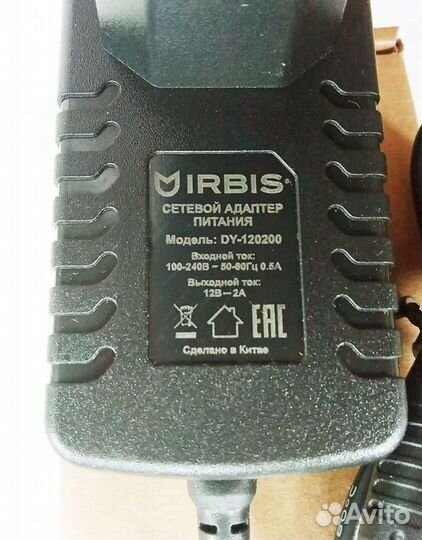 IRBIS®
СЕТЕВОЙ АДАПТЕР
ПИТАНИЯ
Модель: DY-120200
Входной ток:
100-240В ~ 50-60Гц 0.5А
Выходной ток:
12В ⎓ 2А
EAC
Сделано в Китае
Avito